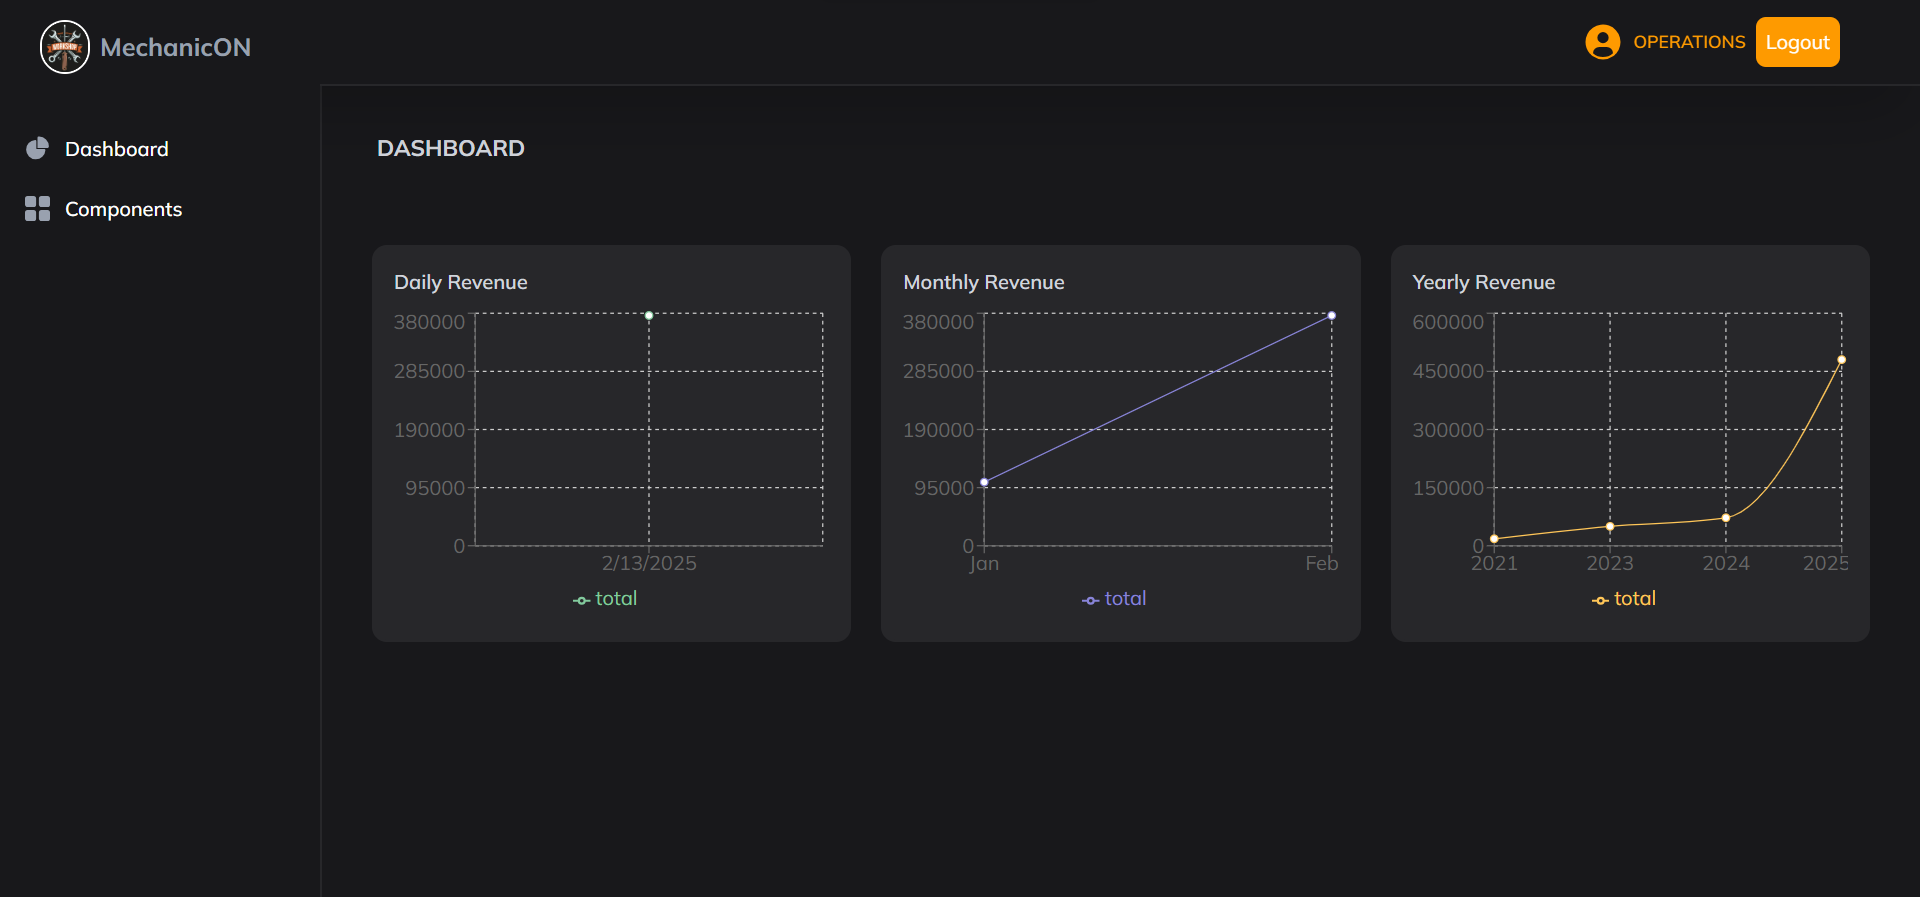 WORKSHOP
MechanicON
OPERATIONS
Logout
Dashboard
Components
DASHBOARD
Daily Revenue
380000
285000
190000
95000
0
2/13/2025
total
Monthly Revenue
380000
285000
190000
95000
0
Jan
Feb
total
Yearly Revenue
600000
450000
300000
150000
0
2021
2023
2024
2025
total